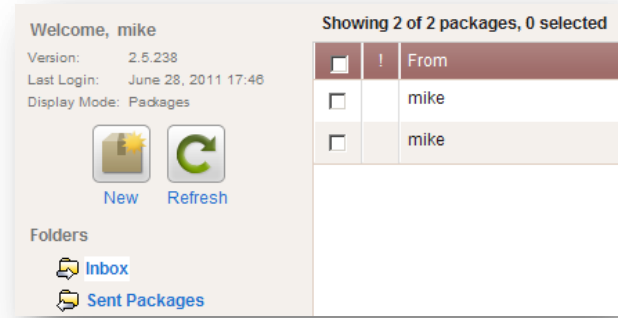 Welcome, mike
Version: 2.5.238
Last Login: June 28, 2011 17:46
Display Mode: Packages
New Refresh
Folders
Inbox
Sent Packages
Showing 2 of 2 packages, 0 selected
! From
mike
mike